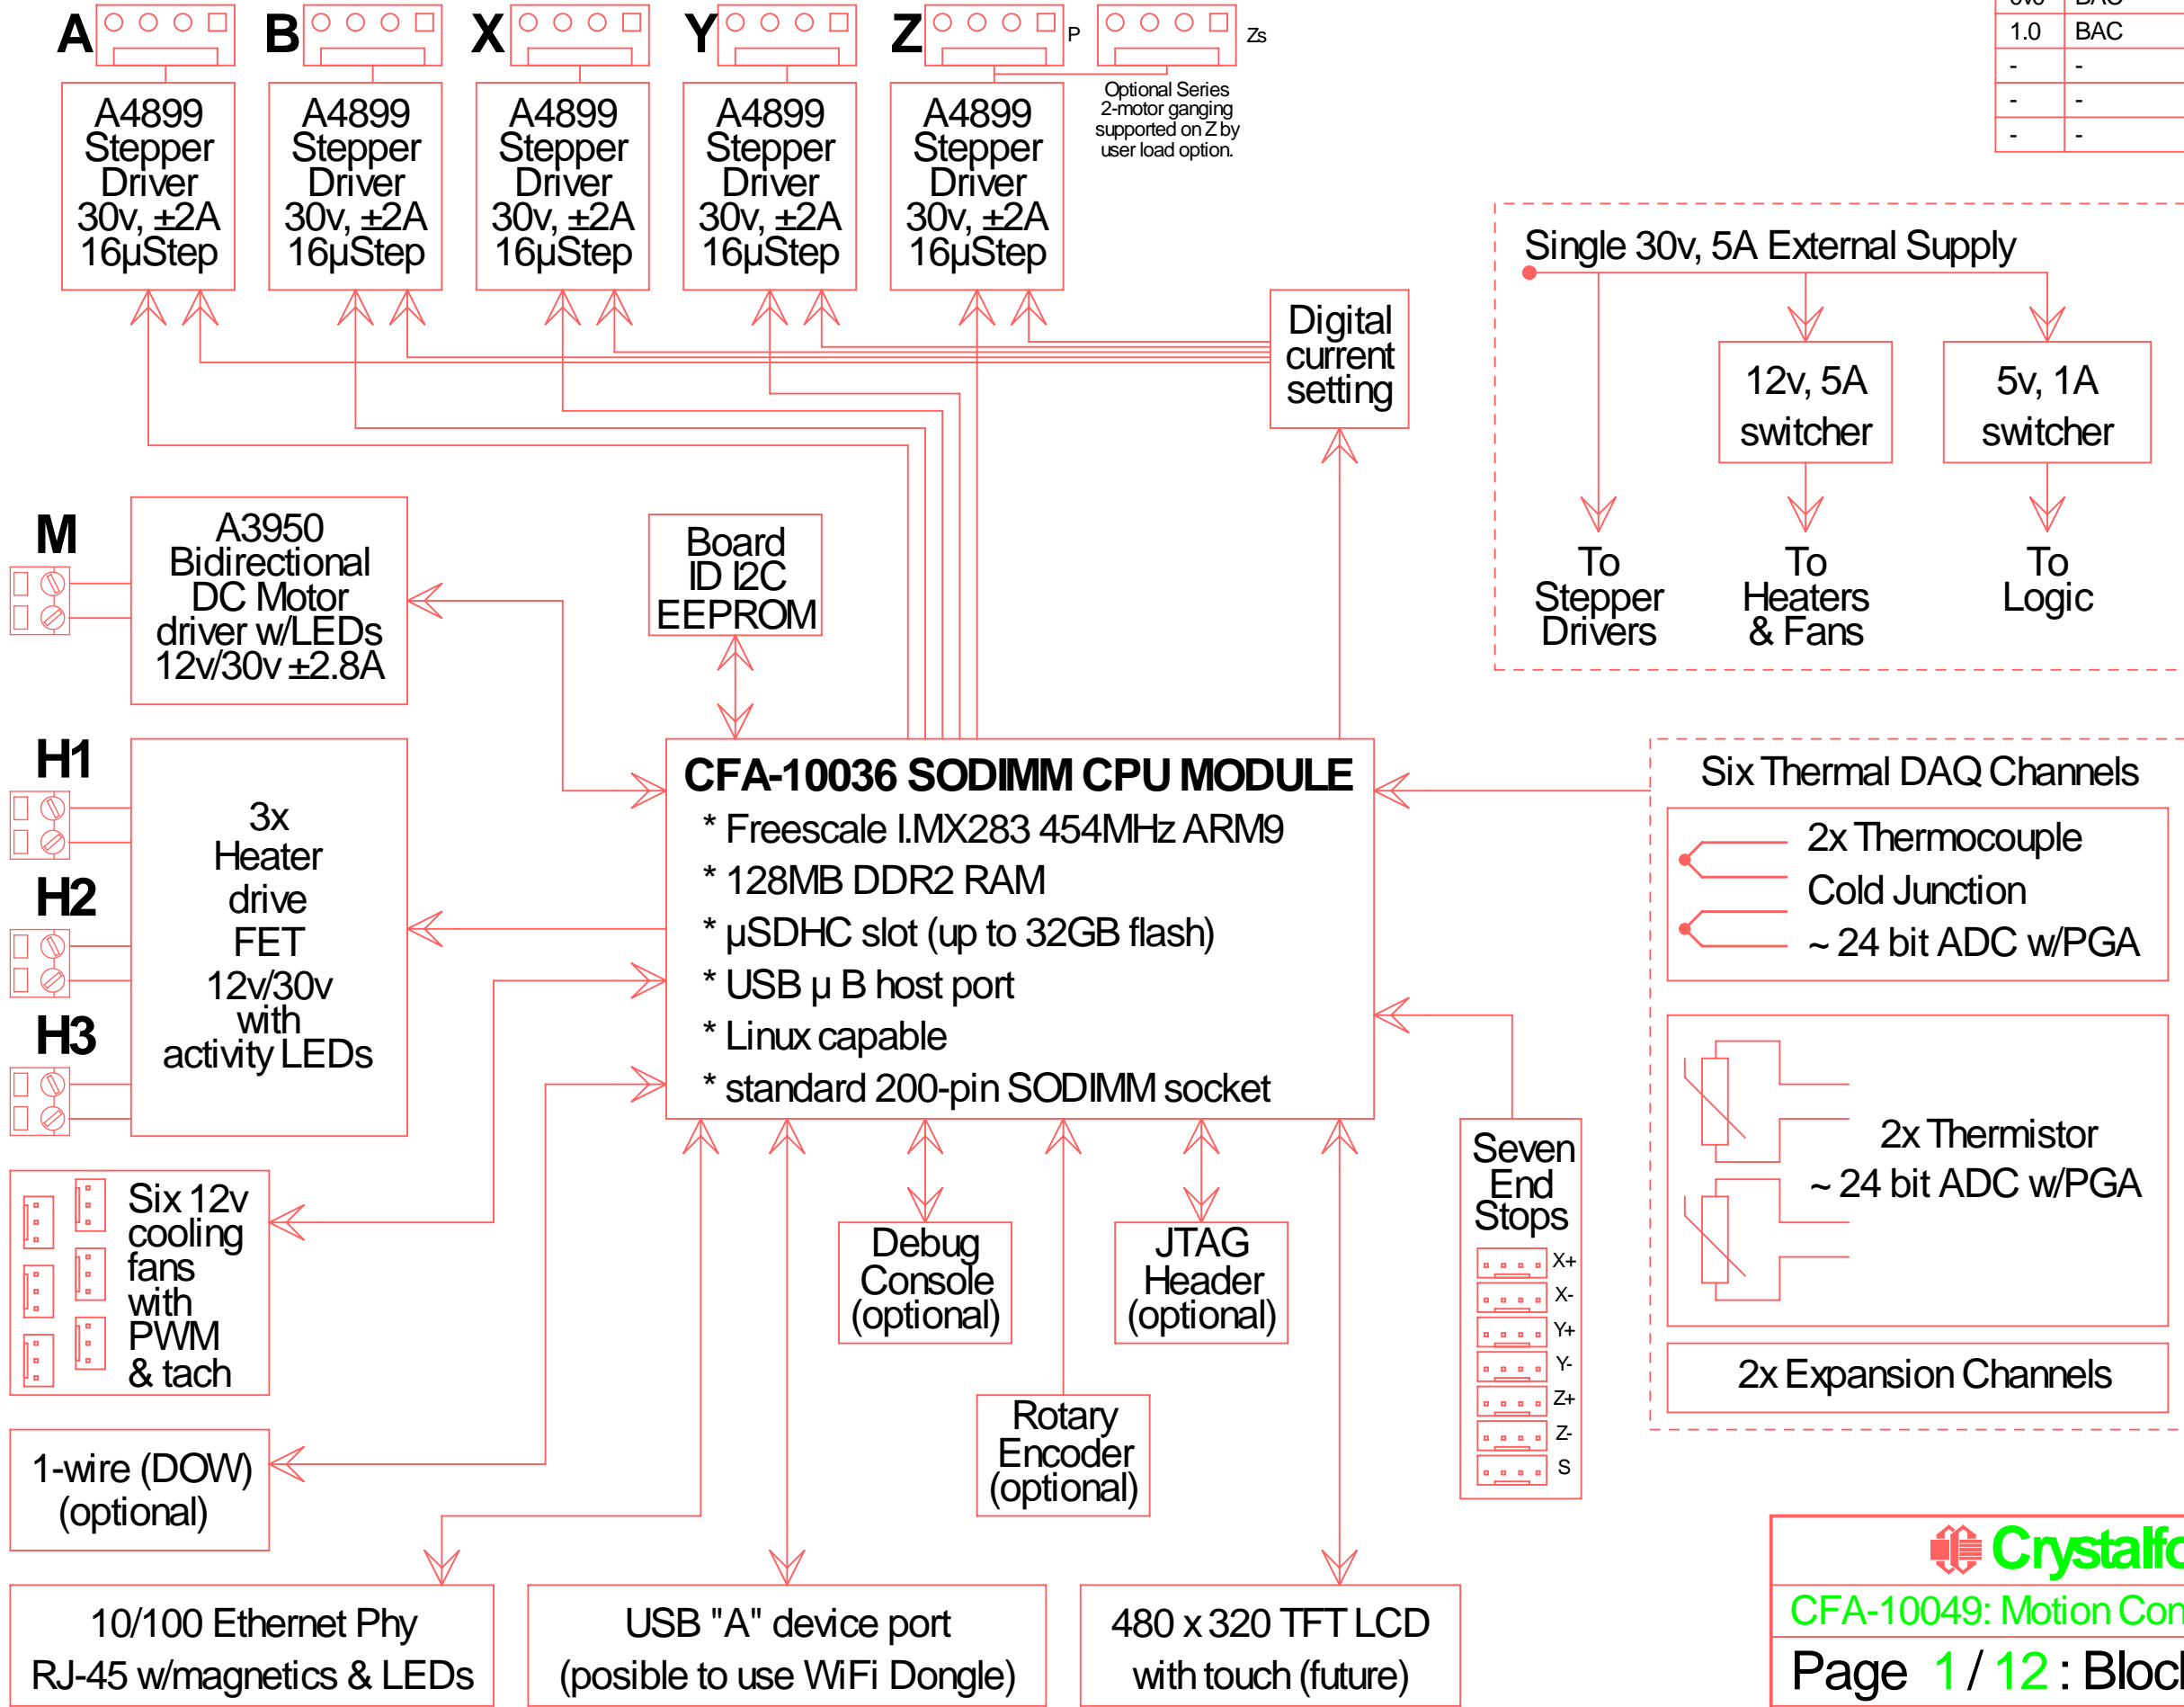 A
B
X
Y
Z
P
Zs
BAC
1.0 BAC
- -
- -
- -
A4899
Stepper
Driver
30v, ±2A
16µStep
A4899
Stepper
Driver
30v, ±2A
16µStep
A4899
Stepper
Driver
30v, ±2A
16µStep
A4899
Stepper
Driver
30v, ±2A
16µStep
A4899
Stepper
Driver
30v, ±2A
16µStep
Optional Series
2-motor ganging
supported on Z by
user load option.
Digital
current
setting
Single 30v, 5A External Supply
12v, 5A
switcher
5v, 1A
switcher
To
Stepper
Drivers
To
Heaters
& Fans
To
Logic
M
A3950
Bidirectional
DC Motor
driver w/LEDs
12v/30v ±2.8A
Board
ID I2C
EEPROM
H1
H2
H3
3x
Heater
drive
FET
12v/30v
with
activity LEDs
CFA-10036 SODIMM CPU MODULE
* Freescale I.MX283 454MHz ARM9
* 128MB DDR2 RAM
* µSDHC slot (up to 32GB flash)
* USB µ B host port
* Linux capable
* standard 200-pin SODIMM socket
Six Thermal DAQ Channels
2x Thermocouple
Cold Junction
~ 24 bit ADC w/PGA
2x Thermistor
~ 24 bit ADC w/PGA
2x Expansion Channels
Six 12v
cooling
fans
with
PWM
& tach
Debug
Console
(optional)
JTAG
Header
(optional)
Rotary
Encoder
(optional)
Seven
End
Stops
X+
X-
Y+
Y-
Z+
Z-
S
1-wire (DOW)
(optional)
10/100 Ethernet Phy
RJ-45 w/magnetics & LEDs
USB "A" device port
(posible to use WiFi Dongle)
480 x 320 TFT LCD
with touch (future)
Crystalfo
CFA-10049: Motion Con
Page 1 / 12 : Bloc